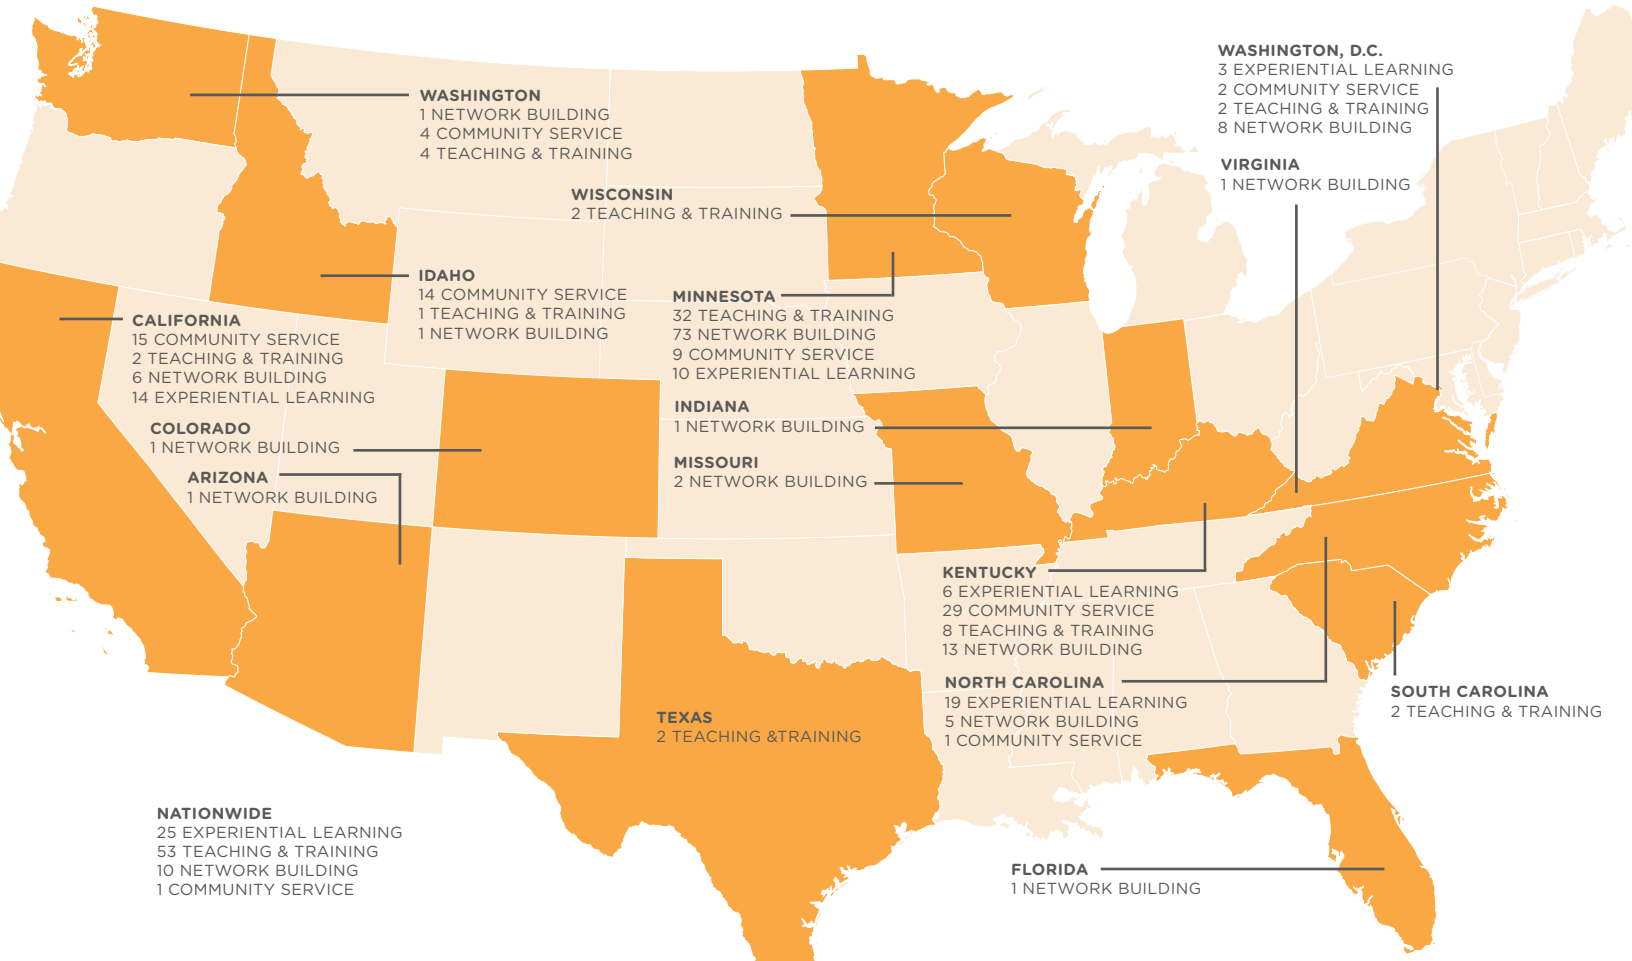 WASHINGTON
1 NETWORK BUILDING
4 COMMUNITY SERVICE
4 TEACHING & TRAINING
WISCONSIN
2 TEACHING & TRAINING
WASHINGTON, D.C.
3 EXPERIENTIAL LEARNING
2 COMMUNITY SERVICE
2 TEACHING & TRAINING
8 NETWORK BUILDING
VIRGINIA
1 NETWORK BUILDING
IDAHO
14 COMMUNITY SERVICE
1 TEACHING & TRAINING
1 NETWORK BUILDING
MINNESOTA
32 TEACHING & TRAINING
73 NETWORK BUILDING
9 COMMUNITY SERVICE
10 EXPERIENTIAL LEARNING
CALIFORNIA
15 COMMUNITY SERVICE
2 TEACHING & TRAINING
6 NETWORK BUILDING
14 EXPERIENTIAL LEARNING
COLORADO
1 NETWORK BUILDING
ARIZONA
1 NETWORK BUILDING
INDIANA
1 NETWORK BUILDING
MISSOURI
2 NETWORK BUILDING
KENTUCKY
6 EXPERIENTIAL LEARNING
29 COMMUNITY SERVICE
8 TEACHING & TRAINING
13 NETWORK BUILDING
NORTH CAROLINA
19 EXPERIENTIAL LEARNING
5 NETWORK BUILDING
1 COMMUNITY SERVICE
SOUTH CAROLINA
2 TEACHING & TRAINING
TEXAS
2 TEACHING &TRAINING
NATIONWIDE
25 EXPERIENTIAL LEARNING
53 TEACHING & TRAINING
10 NETWORK BUILDING
1 COMMUNITY SERVICE
FLORIDA
1 NETWORK BUILDING